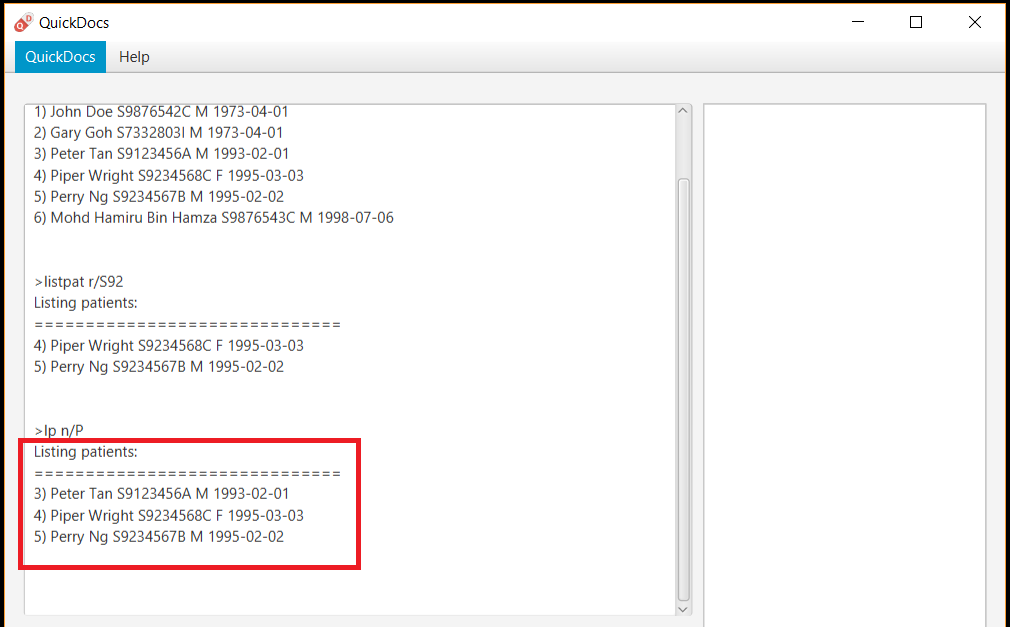 QuickDocs
QuickDocs Help
1) John Doe S9876542C M 1973-04-01
2) Gary Goh S7332803I M 1973-04-01
3) Peter Tan S9123456A M 1993-02-01
4) Piper Wright S9234568C F 1995-03-03
5) Perry Ng S9234567B M 1995-02-02
6) Mohd Hamiru Bin Hamza S9876543C M 1998-07-06
>listpat r/S92
Listing patients:
==============================
4) Piper Wright S9234568C F 1995-03-03
5) Perry Ng S9234567B M 1995-02-02
>lp n/P
Listing patients:
==============================
3) Peter Tan S9123456A M 1993-02-01
4) Piper Wright S9234568C F 1995-03-03
5) Perry Ng S9234567B M 1995-02-02